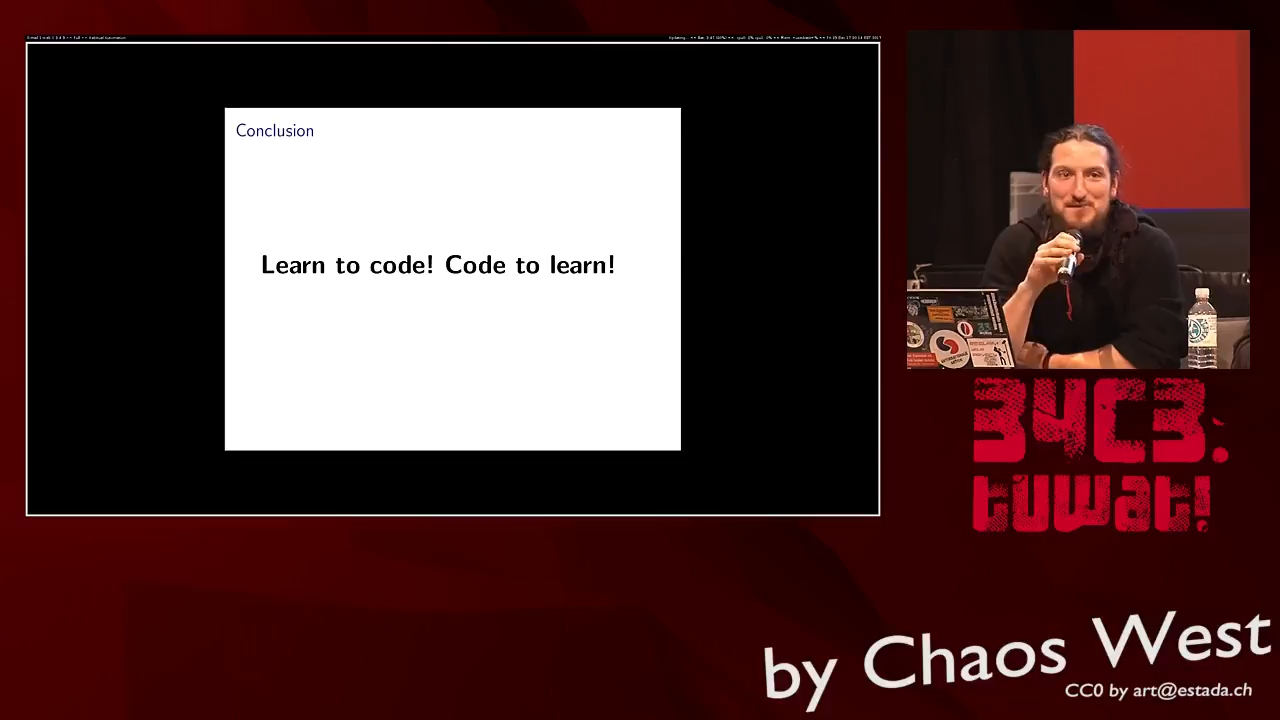 Conclusion
Learn to code! Code to learn!
34C3:
tuwat!
by Chaos West
CC0 by art@estada.ch